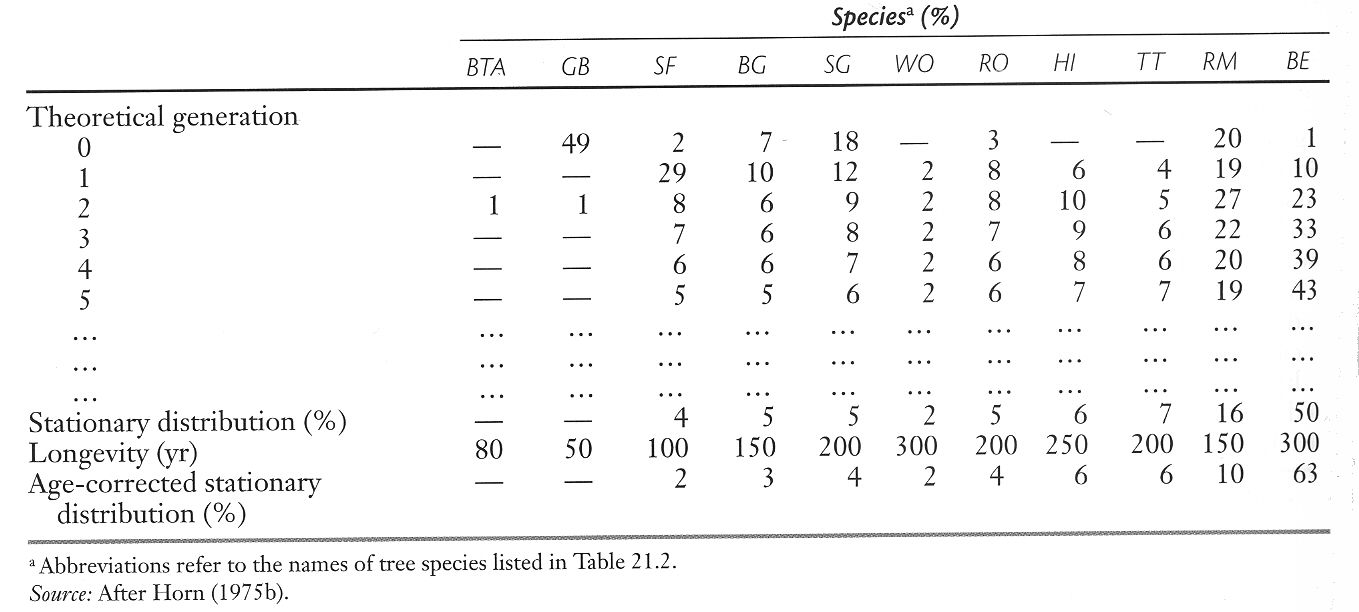 Speciesᵃ (%)
BTA GB SF BG SG WO RO HI TT RM BE
Theoretical generation
0 — 49 2 7 18 — 3 — — 20 1
1 — — 29 10 12 2 8 6 4 19 10
2 1 1 8 6 9 2 8 10 5 27 23
3 — — 7 6 8 2 7 9 6 22 33
4 — — 6 6 7 2 6 8 6 20 39
5 — — 5 5 6 2 6 7 7 19 43
... ... ... ... ... ... ... ... ... ... ... ...
... ... ... ... ... ... ... ... ... ... ... ...
... ... ... ... ... ... ... ... ... ... ... ...
Stationary distribution (%) — — 4 5 5 2 5 6 7 16 50
Longevity (yr) 80 50 100 150 200 300 200 250 200 150 300
Age-corrected stationary — — 2 3 4 2 4 6 6 10 63
distribution (%)
ᵃ Abbreviations refer to the names of tree species listed in Table 21.2.
Source: After Horn (1975b).